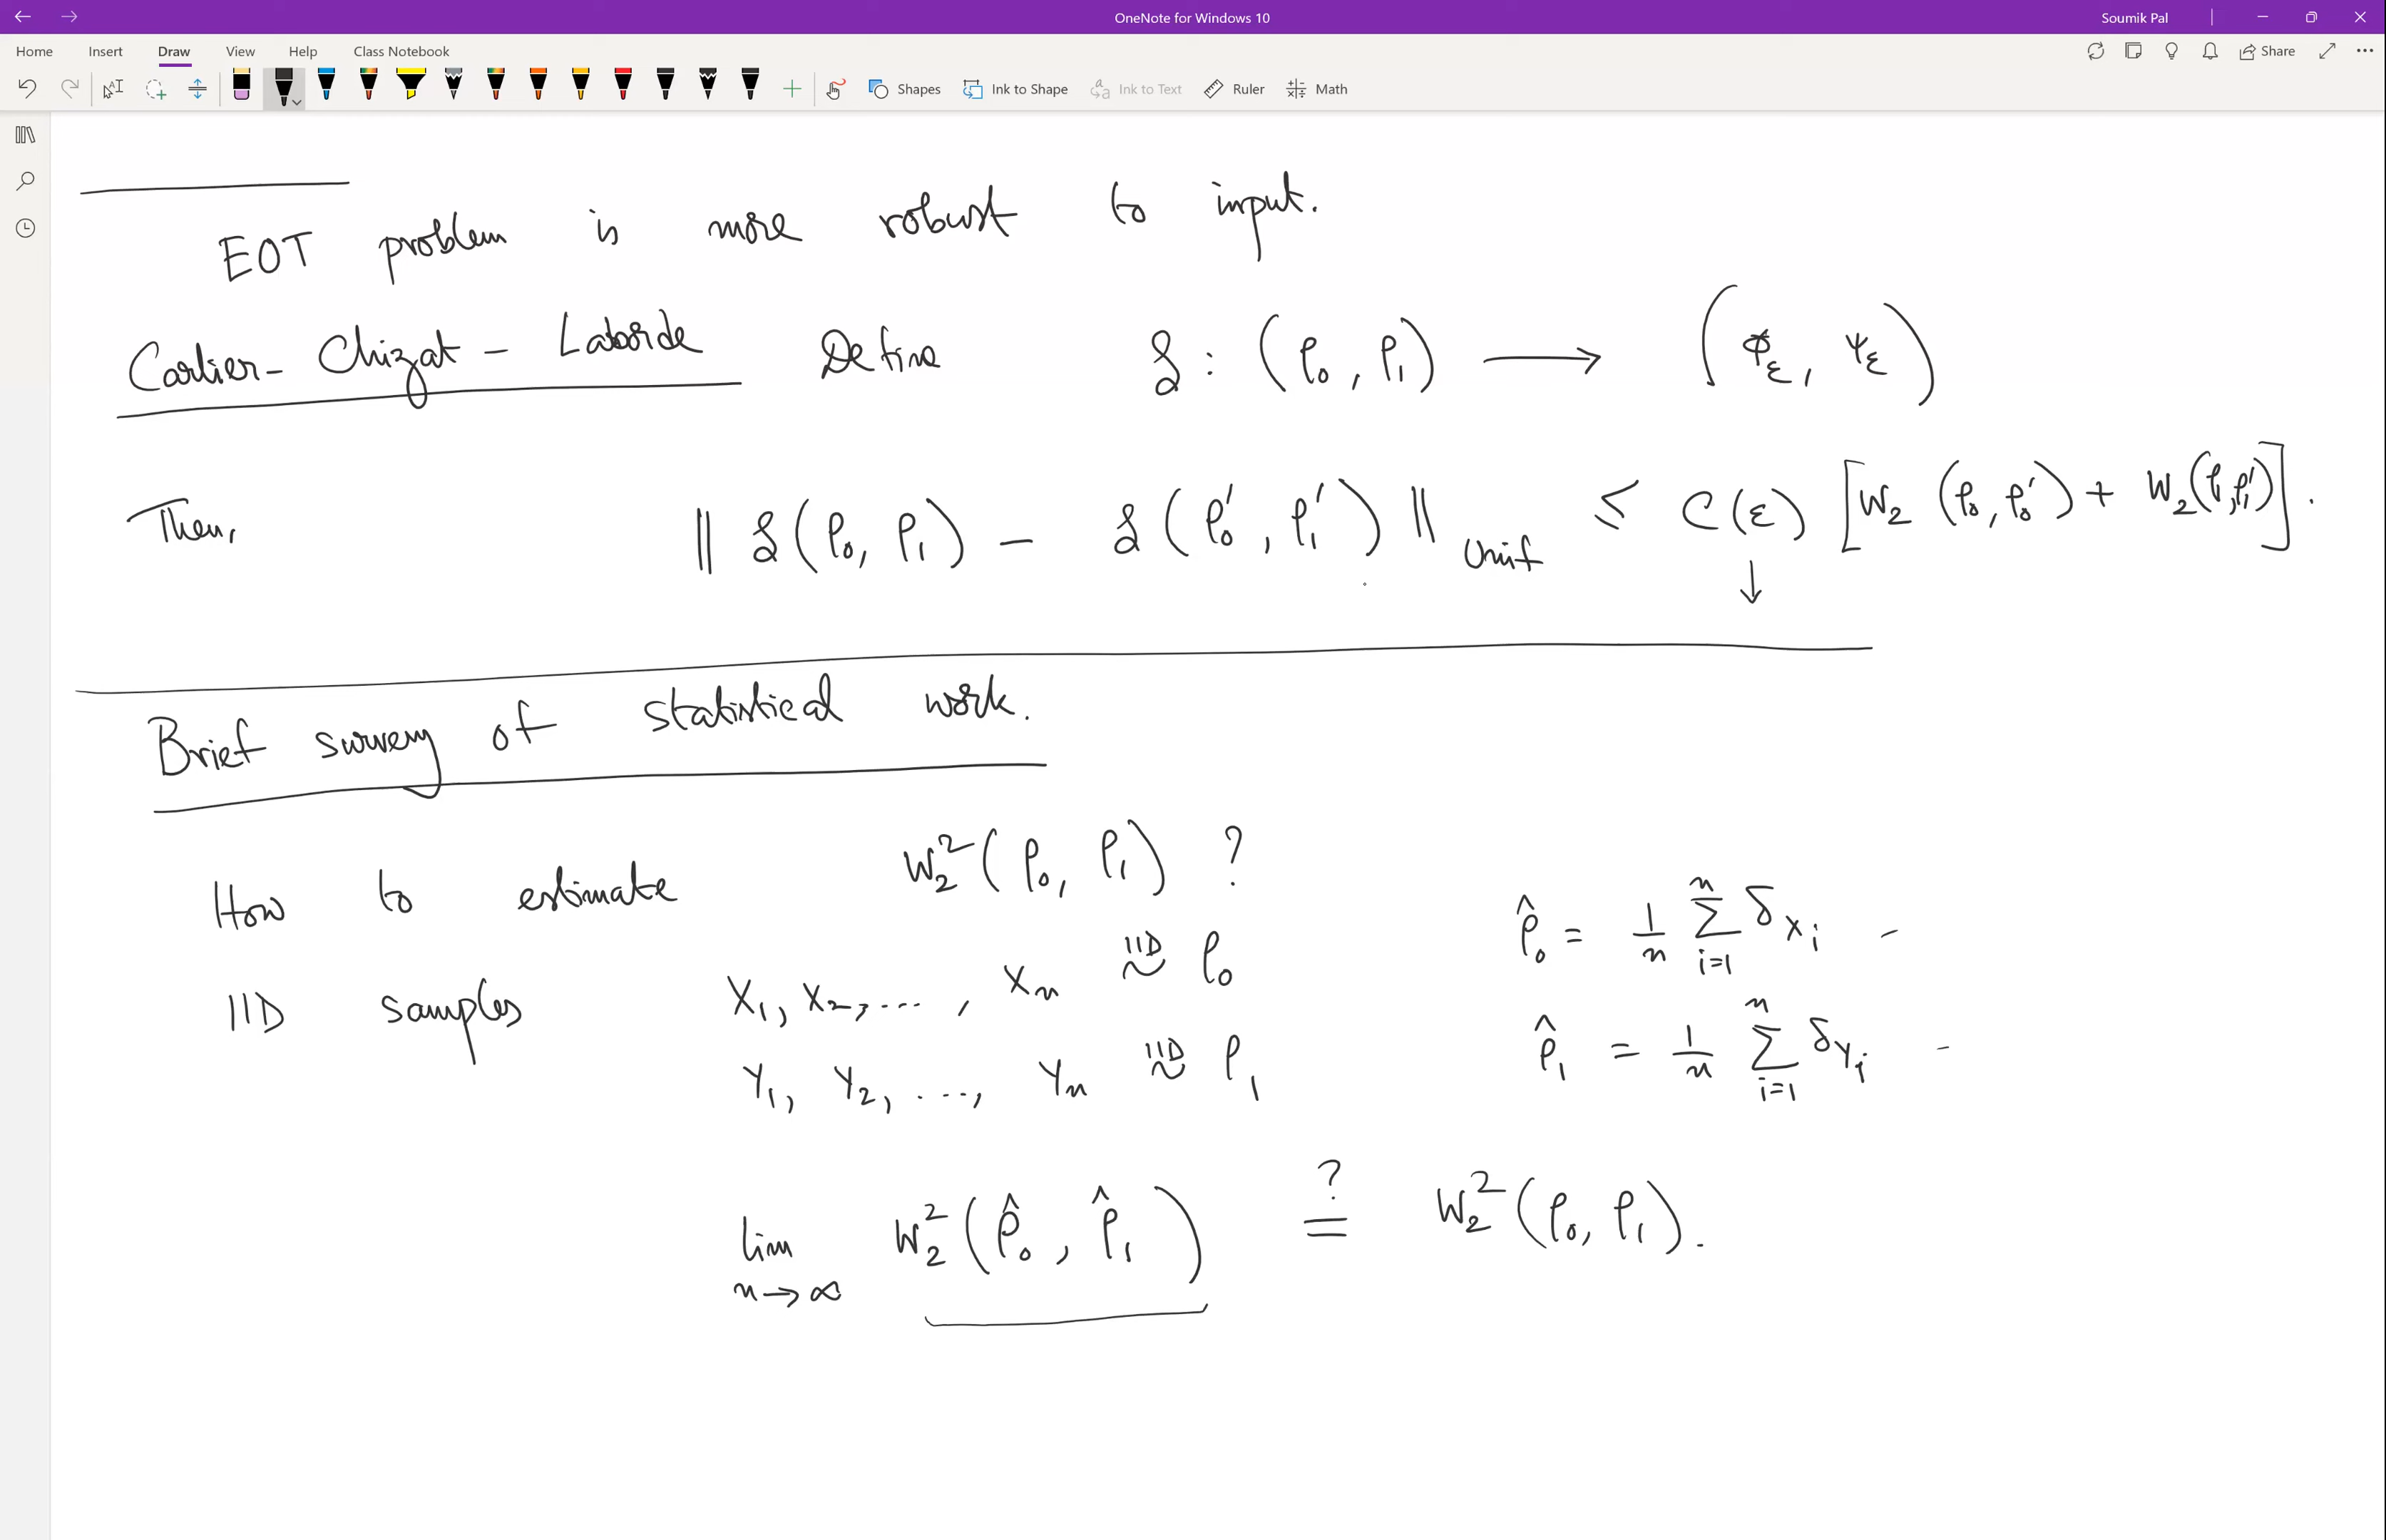 OneNote for Windows 10
Soumik Pal
Home Insert Draw View Help Class Notebook
Share
Shapes Ink to Shape Ink to Text Ruler Math
EOT problem is more robust to input.
Carlier- Chizat - Laborde Define S : (ρ₀, ρ₁) ⟶ (ϕ_ε, ψ_ε)
Then, ‖ S(ρ₀, ρ₁) − S(ρ₀′, ρ₁′) ‖_Unif ≤ C(ε) [W₂(ρ₀, ρ₀′) + W₂(ρ₁, ρ₁′)].
↓
Brief survey of statistical work.
How to estimate W₂²(ρ₀, ρ₁) ?
IID samples X₁, X₂, ...., Xₙ ~^{IID} ρ₀
ρ̂₀ = 1/n ∑_{i=1}^{n} δ_{X_i} -
Y₁, Y₂, ...., Yₙ ~^{IID} ρ₁
ρ̂₁ = 1/n ∑_{i=1}^{n} δ_{Y_i} -
lim_{n→∞} W₂²(ρ̂₀, ρ̂₁) =^{?} W₂²(ρ₀, ρ₁).